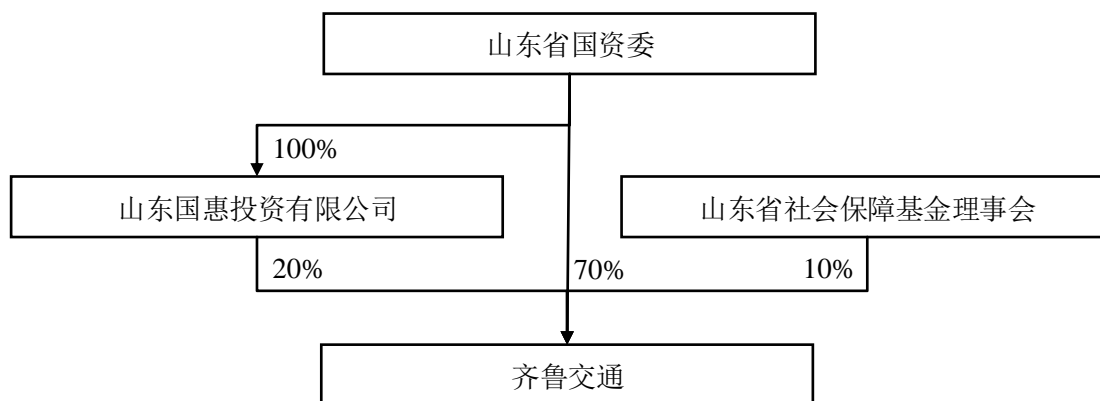 山东省国资委
100%
山东国惠投资有限公司
山东省社会保障基金理事会
20%
70%
10%
齐鲁交通